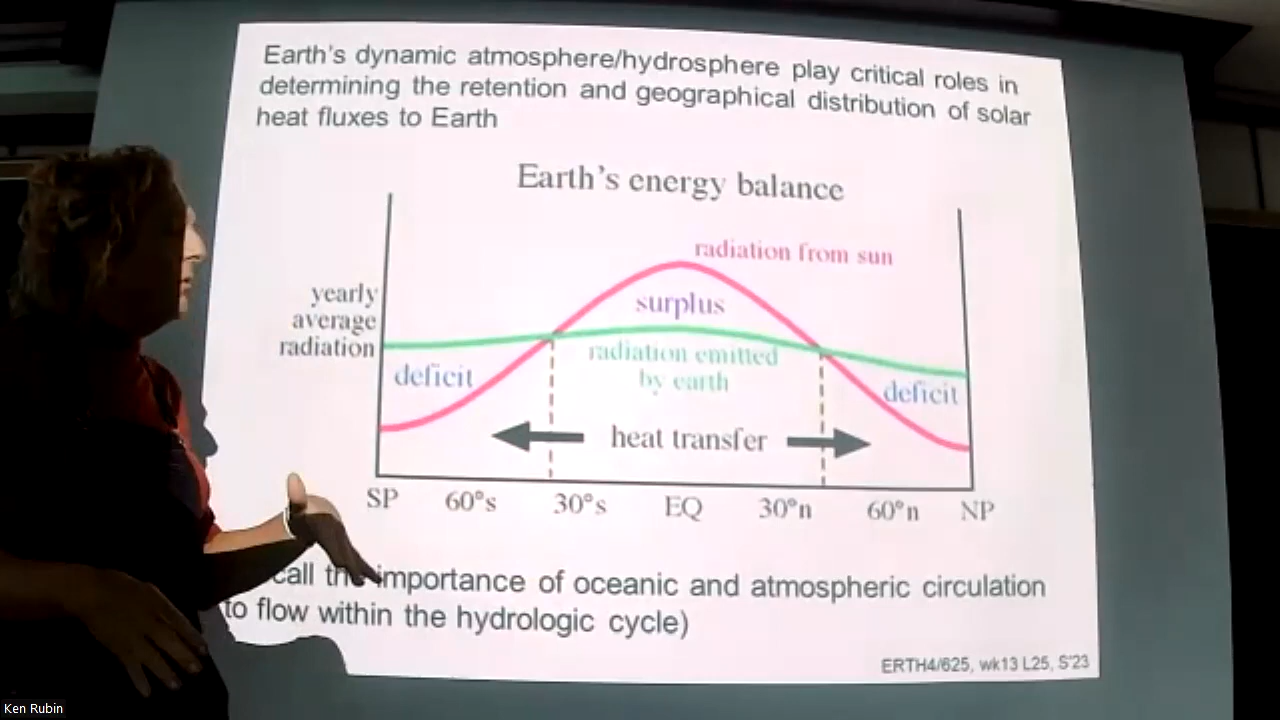 Earth's dynamic atmosphere/hydrosphere play critical roles in
determining the retention and geographical distribution of solar
heat fluxes to Earth
Earth's energy balance
radiation from sun
yearly
average
radiation
surplus
radiation emitted
by earth
deficit
deficit
heat transfer
SP 60°s 30°s EQ 30°n 60°n NP
importance of oceanic and atmospheric circulation
to flow within the hydrologic cycle)
ERTH4/625, wk13 L25, S'23
Ken Rubin